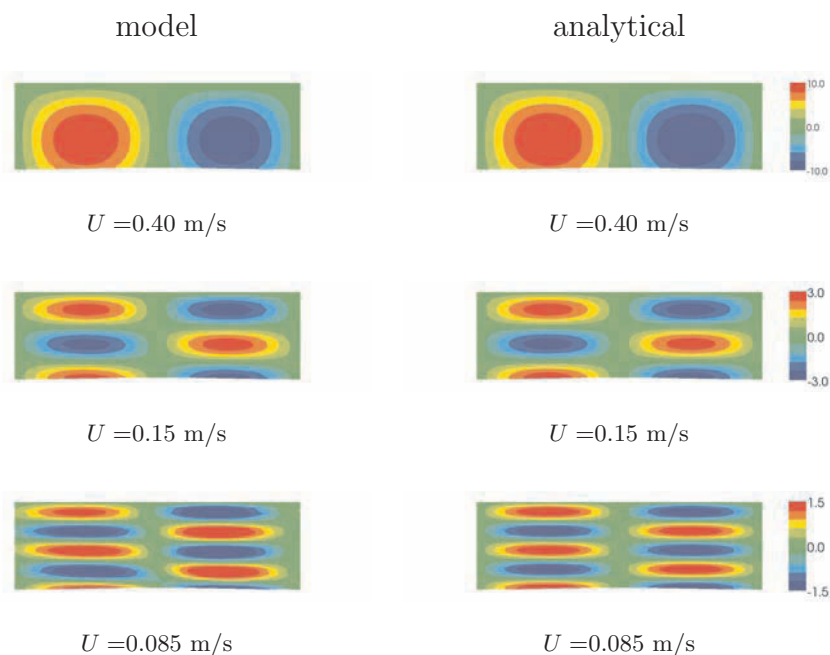 model analytical
10.0
0.0
-10.0
U =0.40 m/s U =0.40 m/s
3.0
0.0
-3.0
U =0.15 m/s U =0.15 m/s
1.5
0.0
-1.5
U =0.085 m/s U =0.085 m/s